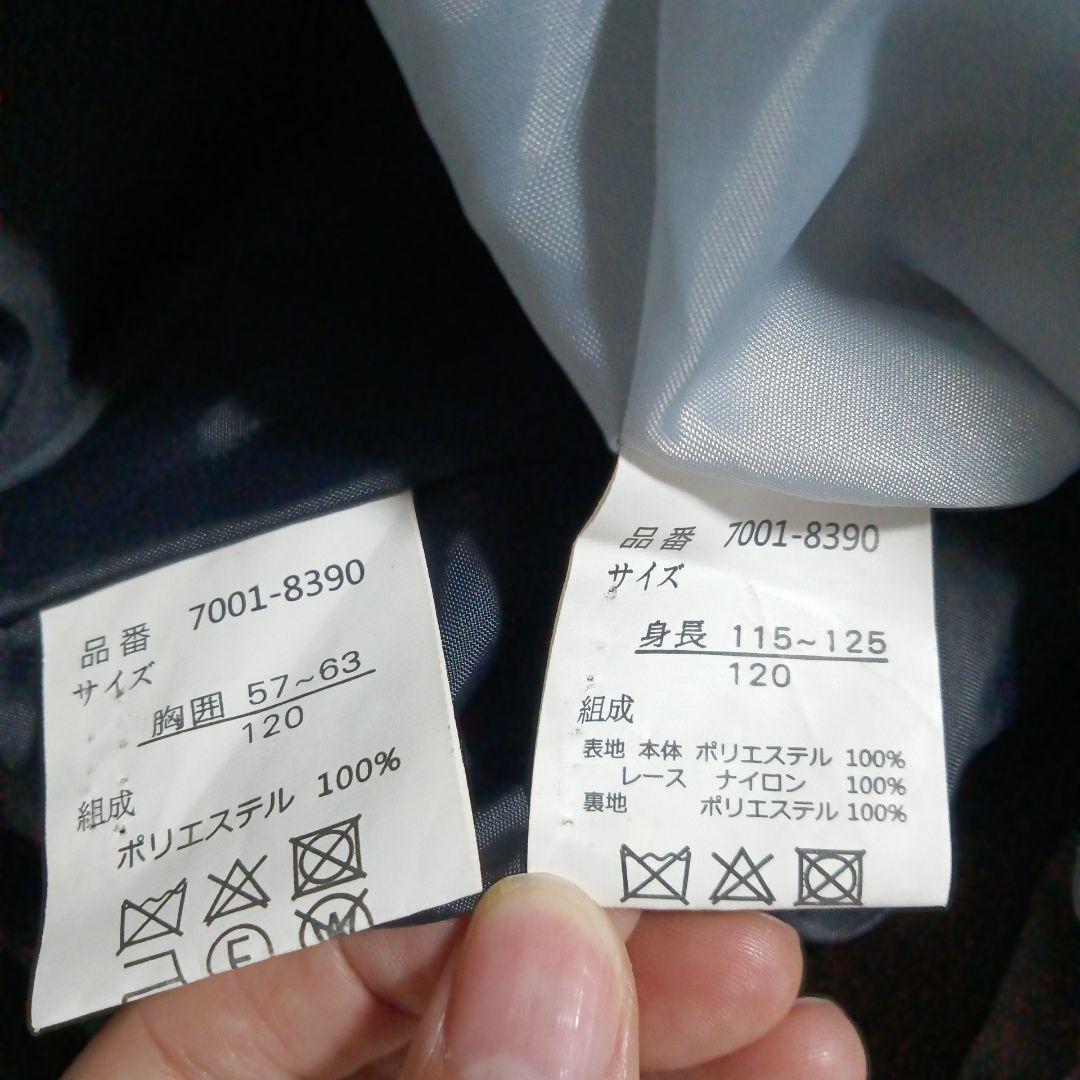 品番 7001-8390
サイズ
胸囲 57~63
120
組成
ポリエステル 100%
F
W
品番 7001-8390
サイズ
身長 115~125
120
組成
表地 本体 ポリエステル 100%
レース ナイロン 100%
裏地 ポリエステル 100%